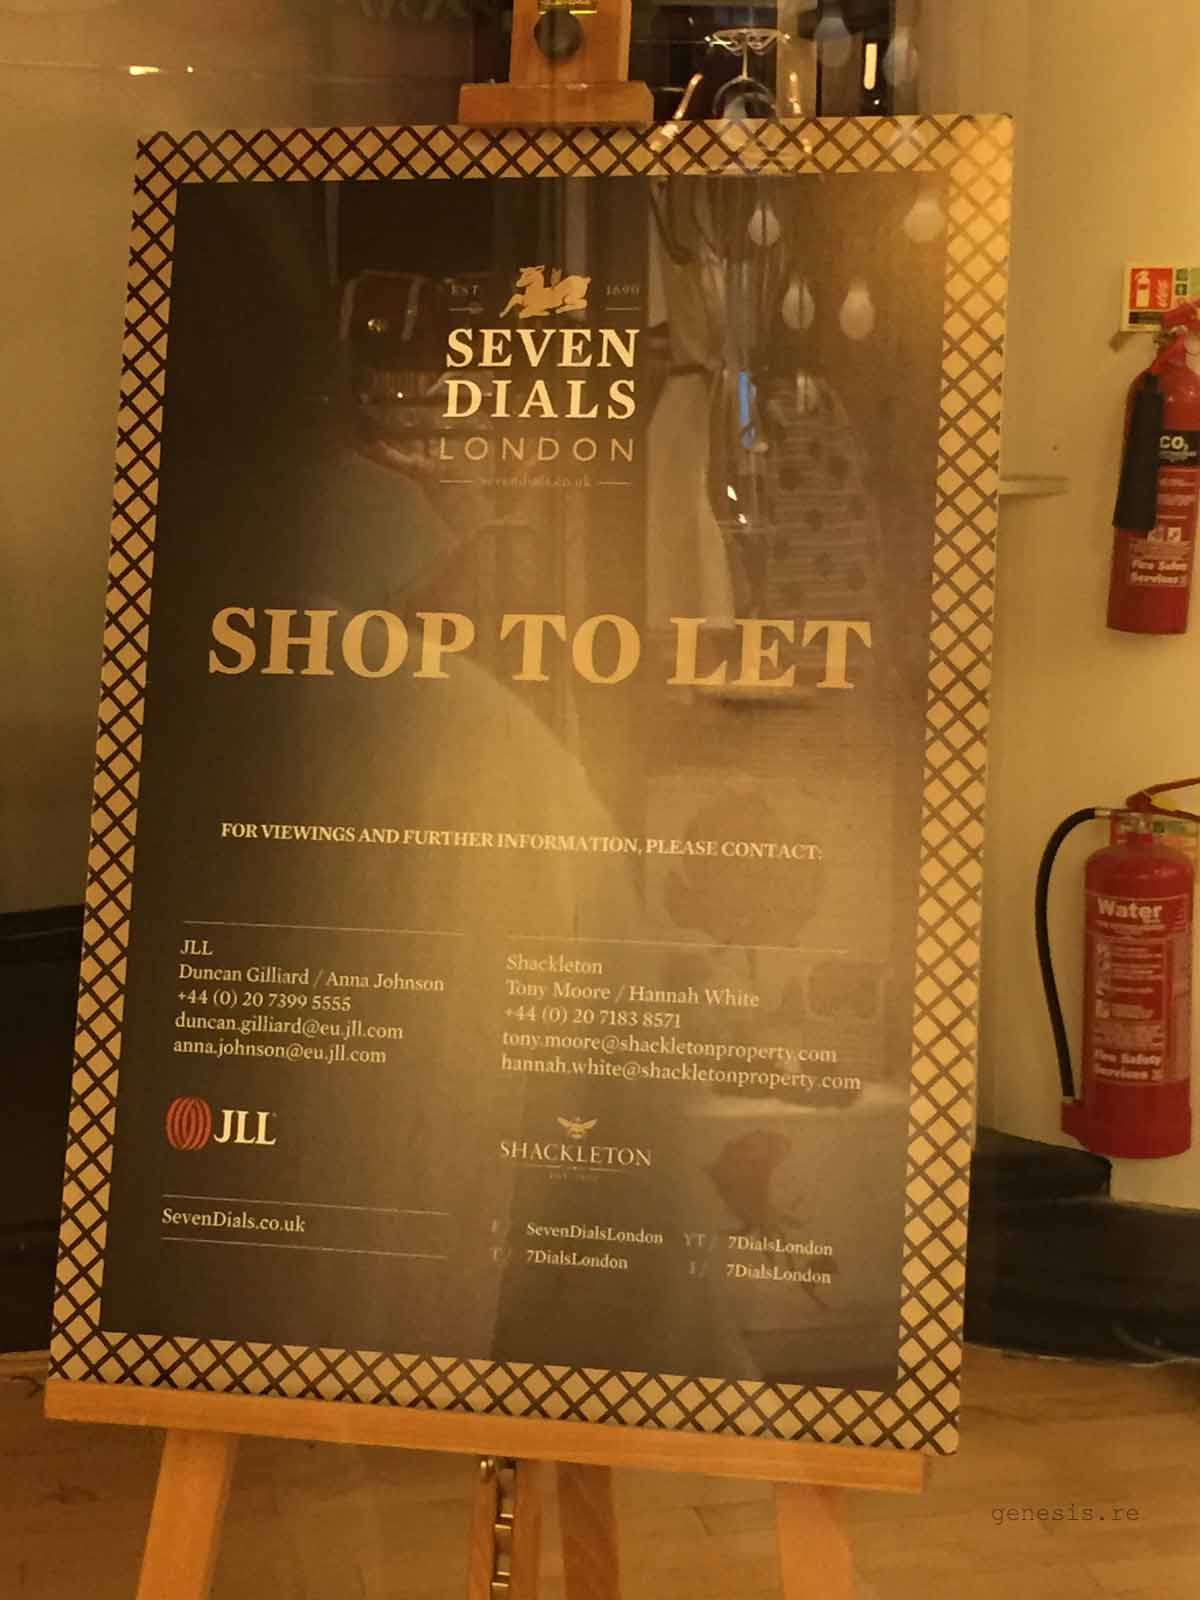 EST 1690
SEVEN
DIALS
LONDON
sevendials.co.uk
SHOP TO LET
FOR VIEWINGS AND FURTHER INFORMATION, PLEASE CONTACT:
JLL
Duncan Gilliard / Anna Johnson
+44 (0) 20 7399 5555
duncan.gilliard@eu.jll.com
anna.johnson@eu.jll.com
JLL
Shackleton
Tony Moore / Hannah White
+44 (0) 20 7183 8571
tony.moore@shackletonproperty.com
hannah.white@shackletonproperty.com
SHACKLETON
SevenDials.co.uk
F / SevenDialsLondon YT / 7DialsLondon
T / 7DialsLondon I / 7DialsLondon
CO2
Fire Safety
Services
Water
Fire Safety
Services
genesis.re